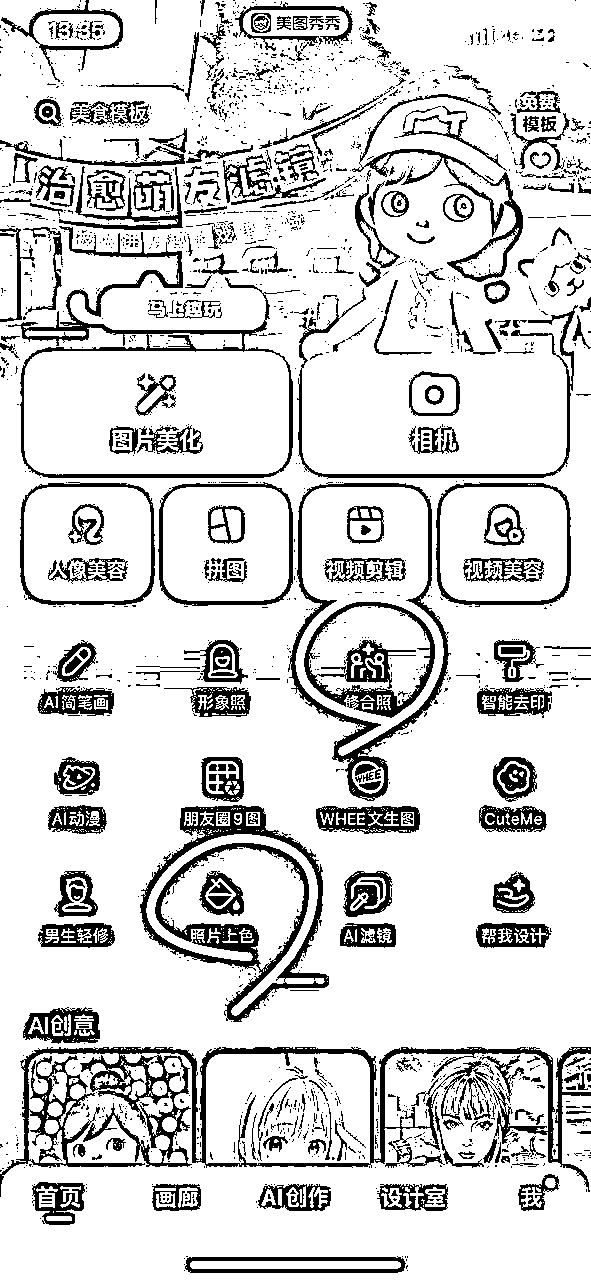 美图秀秀
美食模板
免费
模板
治愈萌友滤镜
马上趣玩
图片美化
相机
人像美容
拼图
视频剪辑
视频美容
AI简笔画
形象照
修合照
智能去印
AI动漫
朋友圈9图
WHEE
WHEE文生图
CuteMe
男生轻修
照片上色
AI滤镜
帮我设计
AI创意
首页
画廊
AI创作
设计室
我